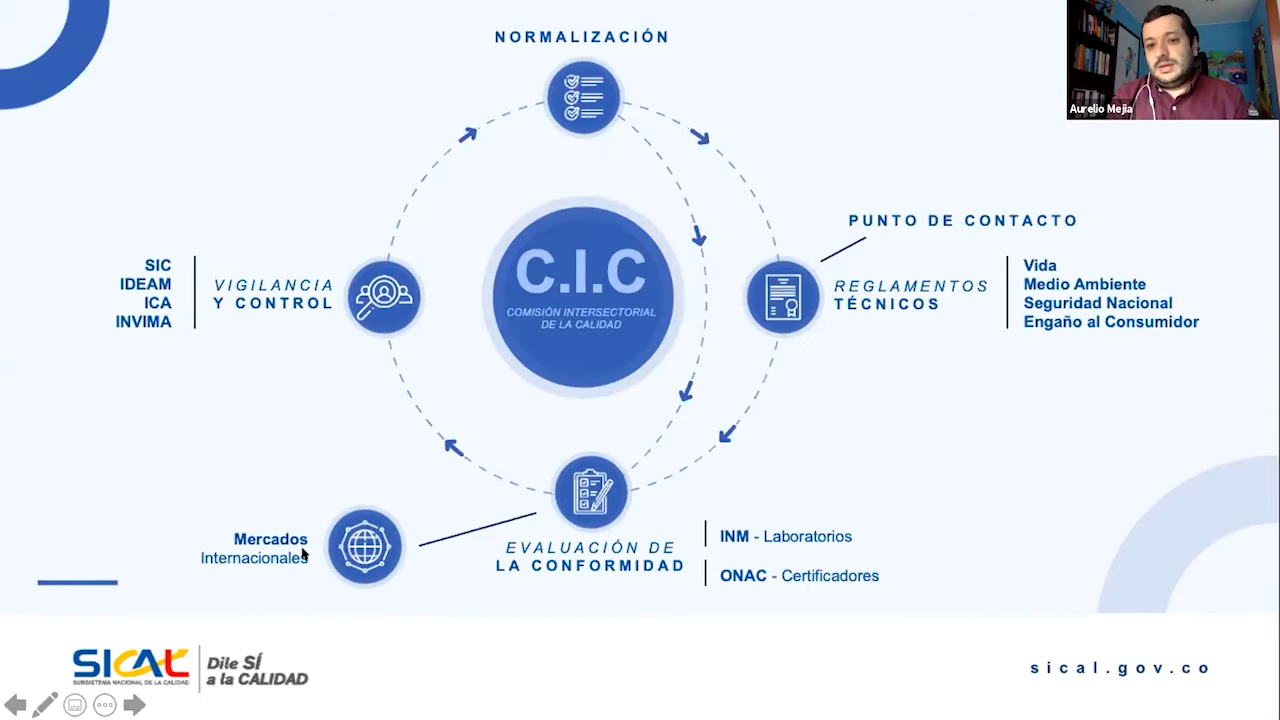 NORMALIZACIÓN
Aurelio Mejia
PUNTO DE CONTACTO
C.I.C
COMISIÓN INTERSECTORIAL
DE LA CALIDAD
SIC
IDEAM
ICA
INVIMA
VIGILANCIA
Y CONTROL
REGLAMENTOS
TÉCNICOS
Vida
Medio Ambiente
Seguridad Nacional
Engaño al Consumidor
Mercados
Internacionales
EVALUACIÓN DE
LA CONFORMIDAD
INM - Laboratorios
ONAC - Certificadores
SICAL
SUBSISTEMA NACIONAL DE LA CALIDAD
Dile SÍ
a la CALIDAD
sical.gov.co